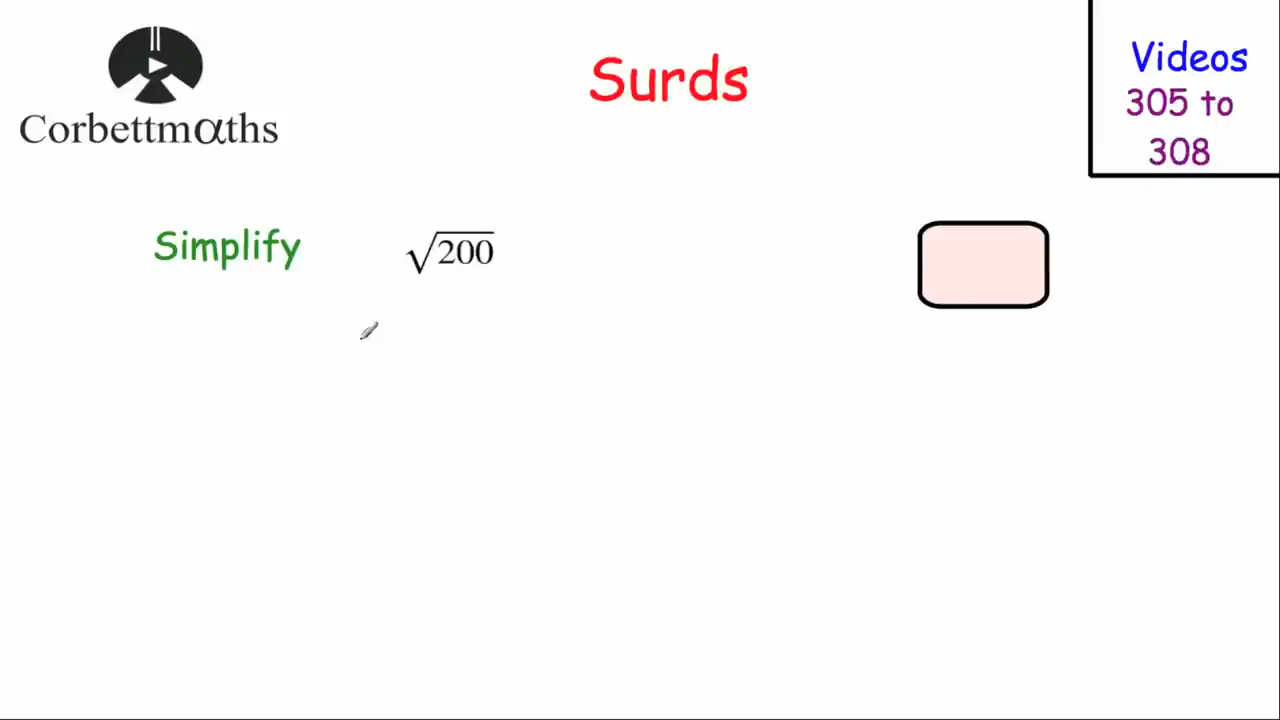 Corbettmαths
Surds
Videos
305 to
308
Simplify √200